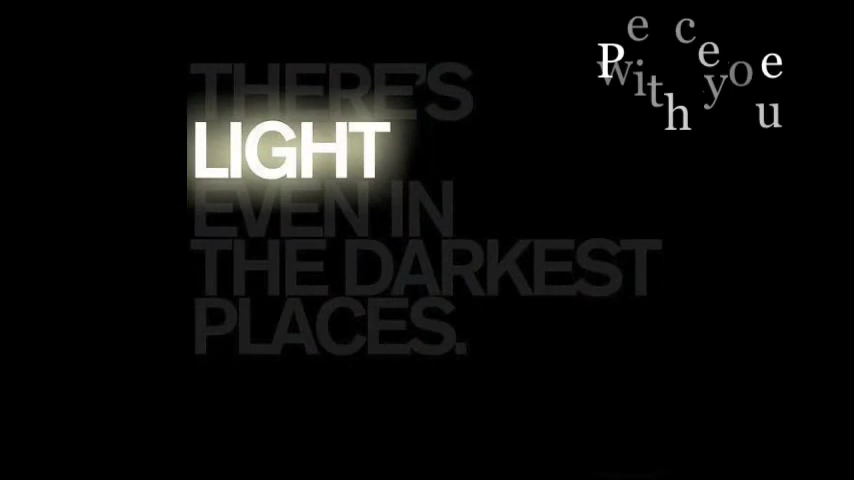 THERE'S
LIGHT
EVEN IN
THE DARKEST
PLACES.